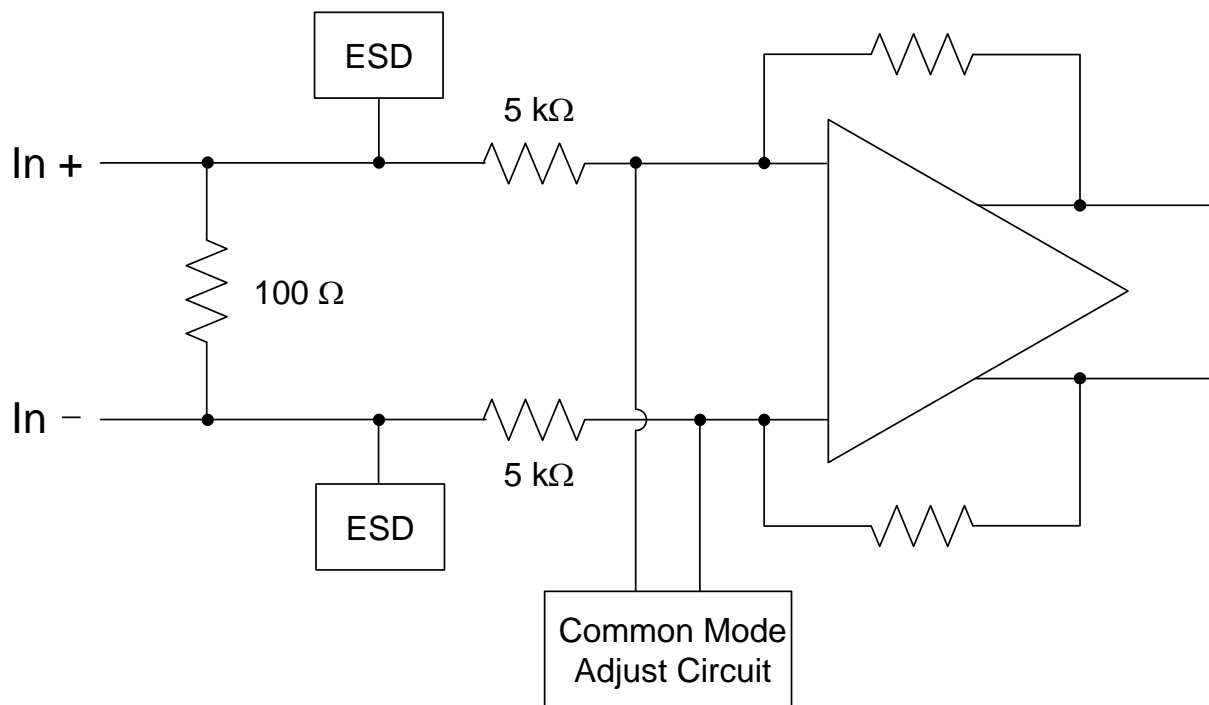 ESD
5 kΩ
In +
100 Ω
In −
5 kΩ
ESD
Common Mode
Adjust Circuit